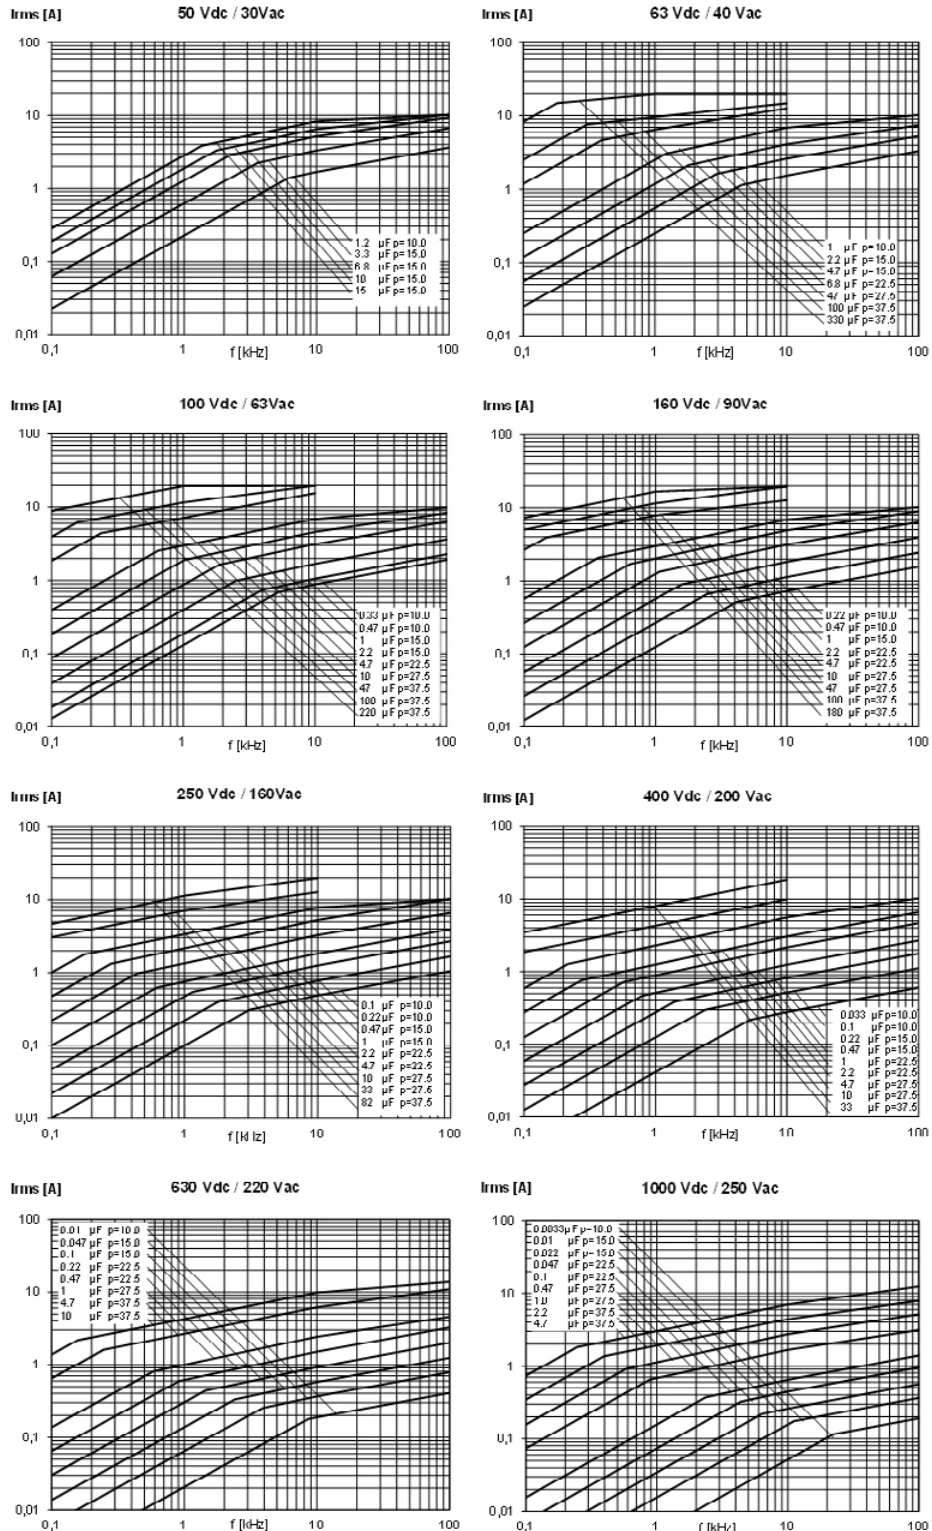 Irms [A] 50 Vdc / 30Vac
100
10
1
0,1
0,01
1.2 µF p=10.0
3.3 µF p=15.0
6.8 µF p=15.0
10 µF p=15.0
15 µF p=15.0
0,1 1 10 100
f [kHz]
Irms [A] 63 Vdc / 40 Vac
100
10
1
0,1
0,01
1 µF p=10.0
2.2 µF p=15.0
4.7 µF p=15.0
6.8 µF p=22.5
47 µF p=27.5
100 µF p=37.5
330 µF p=37.5
0,1 1 10 100
f [kHz]
Irms [A] 100 Vdc / 63Vac
100
10
1
0,1
0,01
0.33 µF p=10.0
0.47 µF p=10.0
1 µF p=15.0
2.2 µF p=15.0
4.7 µF p=22.5
10 µF p=27.5
47 µF p=37.5
100 µF p=37.5
220 µF p=37.5
0,1 1 10 100
f [kHz]
Irms [A] 160 Vdc / 90Vac
100
10
1
0,1
0,01
0.22 µF p=10.0
0.47 µF p=10.0
1 µF p=15.0
2.2 µF p=22.5
4.7 µF p=22.5
10 µF p=27.5
47 µF p=27.5
100 µF p=37.5
180 µF p=37.5
0,1 1 10 100
f [kHz]
Irms [A] 250 Vdc / 160Vac
100
10
1
0,1
0,01
0.1 µF p=10.0
0.22 µF p=10.0
0.47 µF p=15.0
1 µF p=15.0
2.2 µF p=22.5
4.7 µF p=22.5
10 µF p=27.5
33 µF p=27.5
82 µF p=37.5
0,1 1 10 100
f [kHz]
Irms [A] 400 Vdc / 200 Vac
100
10
1
0,1
0,01
0.033 µF p=10.0
0.1 µF p=10.0
0.22 µF p=15.0
0.47 µF p=15.0
1 µF p=22.5
2.2 µF p=22.5
4.7 µF p=27.5
10 µF p=27.5
33 µF p=37.5
0,1 1 10 100
f [kHz]
Irms [A] 630 Vdc / 220 Vac
100
10
1
0,1
0,01
0.01 µF p=10.0
0.047 µF p=15.0
0.1 µF p=15.0
0.22 µF p=22.5
0.47 µF p=22.5
1 µF p=27.5
4.7 µF p=37.5
10 µF p=37.5
0,1 1 10 100
f [kHz]
Irms [A] 1000 Vdc / 250 Vac
100
10
1
0,1
0,01
0.0033µF p=10.0
0.01 µF p=15.0
0.022 µF p=15.0
0.047 µF p=22.5
0.1 µF p=22.5
0.47 µF p=27.5
1.0 µF p=27.5
2.2 µF p=37.5
4.7 µF p=37.5
0,1 1 10 100
f [kHz]